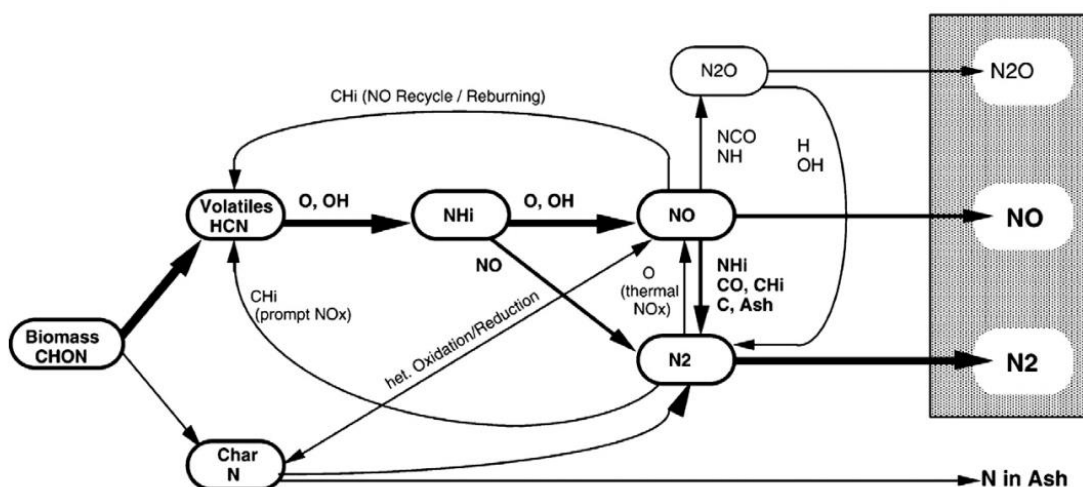 N2O
N2O
CHi (NO Recycle / Reburning)
NCO
NH
H
OH
Volatiles
HCN
O, OH
NHi
O, OH
NO
NO
NO
NHi
CO, CHi
C, Ash
O
(thermal
NOx)
CHi
(prompt NOx)
het. Oxidation/Reduction
Biomass
CHON
N2
N2
Char
N
N in Ash